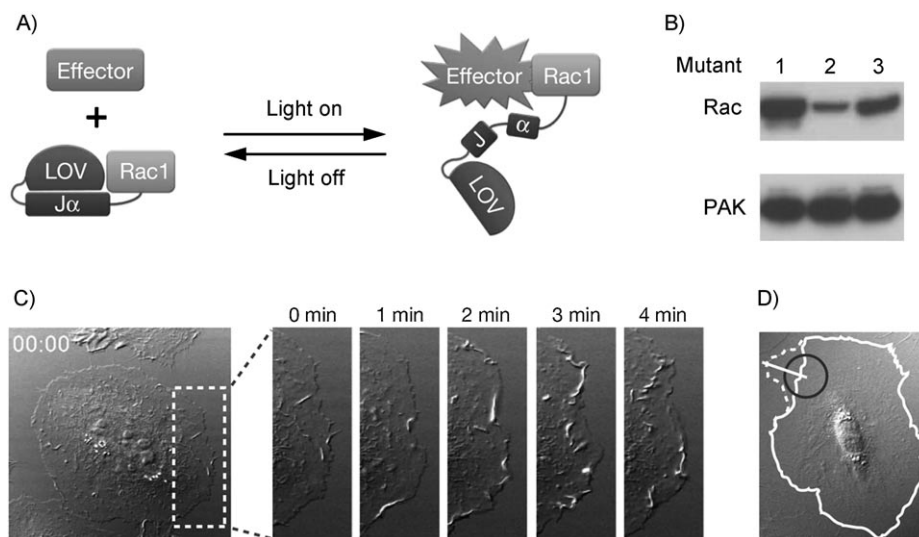 A)
Effector
+
LOV
Rac1
Jα
Light on
Light off
Effector
Rac1
J
α
LOV
B)
Mutant 1 2 3
Rac
PAK
C)
00:00
0 min 1 min 2 min 3 min 4 min
D)